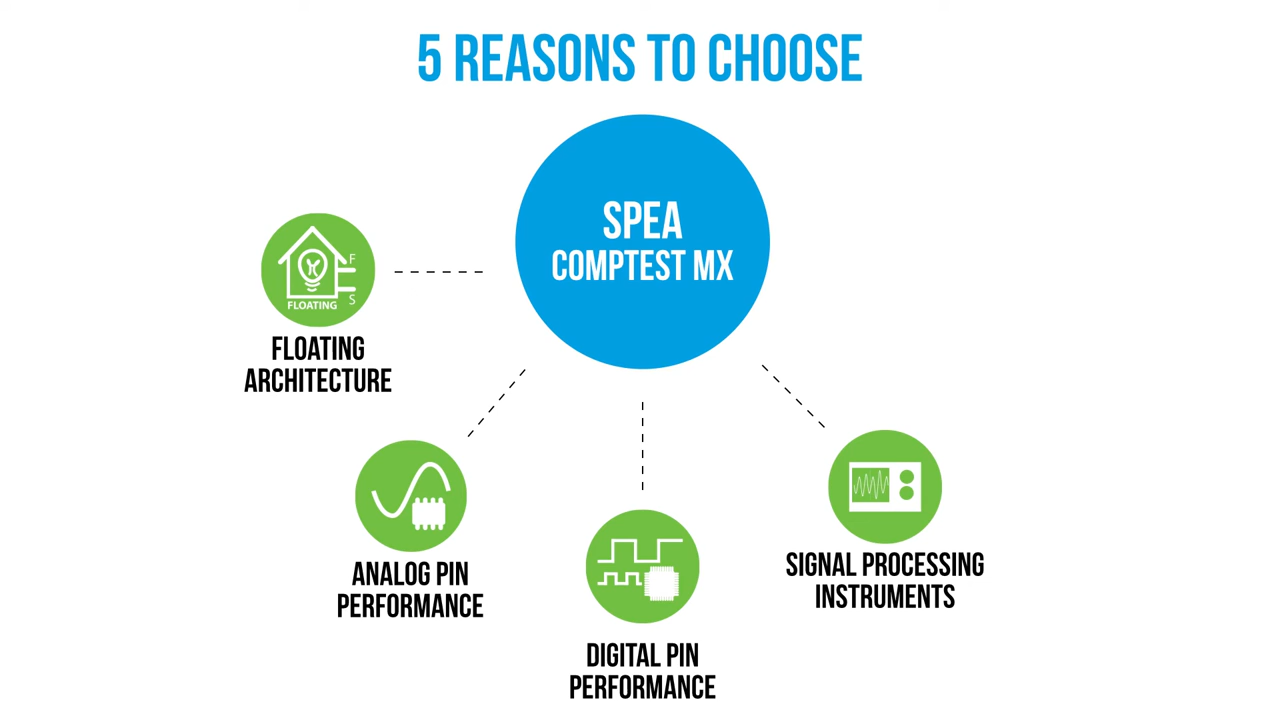 5 REASONS TO CHOOSE
SPEA
COMPTEST MX
F
S
FLOATING
FLOATING
ARCHITECTURE
ANALOG PIN
PERFORMANCE
DIGITAL PIN
PERFORMANCE
SIGNAL PROCESSING
INSTRUMENTS